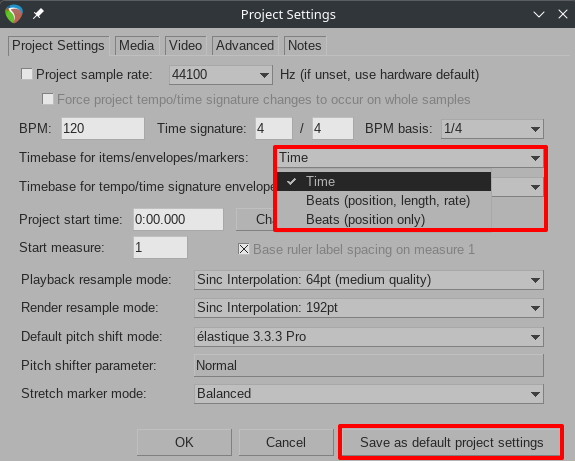 Project Settings
Project Settings Media Video Advanced Notes
Project sample rate: 44100 Hz (if unset, use hardware default)
Force project tempo/time signature changes to occur on whole samples
BPM: 120 Time signature: 4 / 4 BPM basis: 1/4
Timebase for items/envelopes/markers: Time
Time
Timebase for tempo/time signature envelope
Beats (position, length, rate)
Beats (position only)
Project start time: 0:00.000
Start measure: 1 Base ruler label spacing on measure 1
Playback resample mode: Sinc Interpolation: 64pt (medium quality)
Render resample mode: Sinc Interpolation: 192pt
Default pitch shift mode: élastique 3.3.3 Pro
Pitch shifter parameter: Normal
Stretch marker mode: Balanced
OK Cancel Save as default project settings